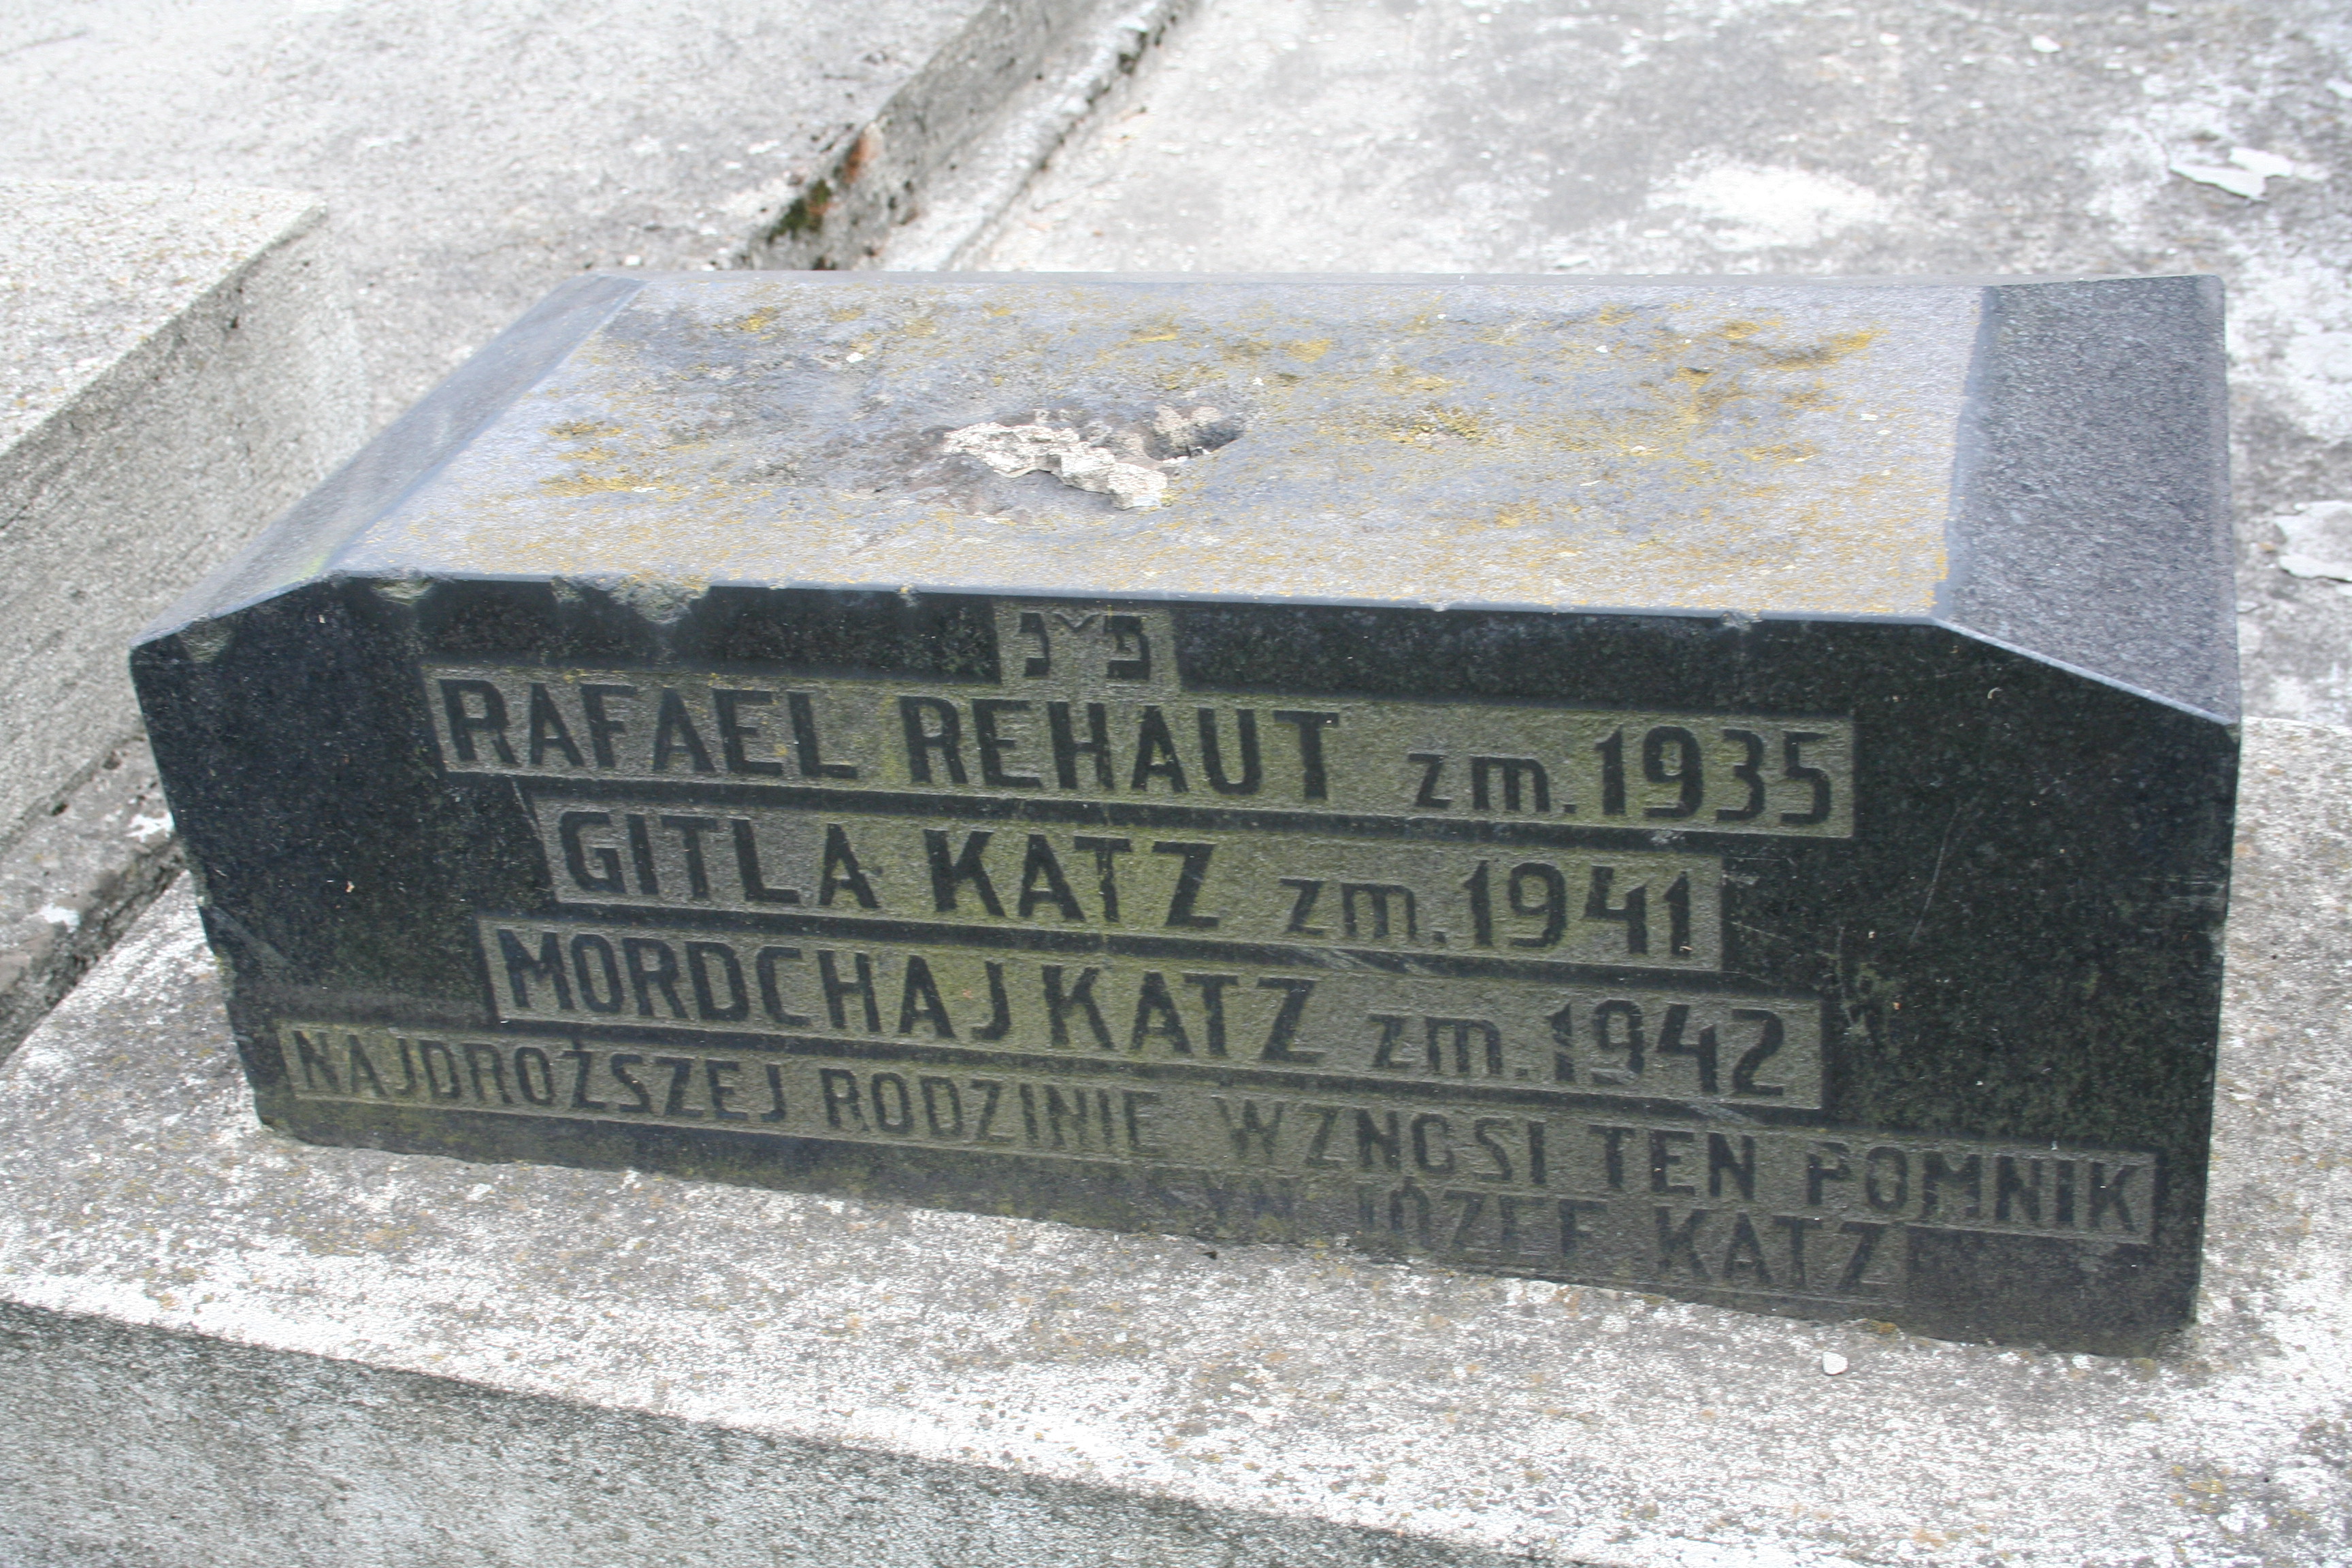 פ״נ
RAFAEL REHAUT zm. 1935
GITLA KATZ zm. 1941
MORDCHAJ KATZ zm. 1942
NAJDROŻSZEJ RODZINIE WZNOSI TEN POMNIK
JÓZEF KATZ